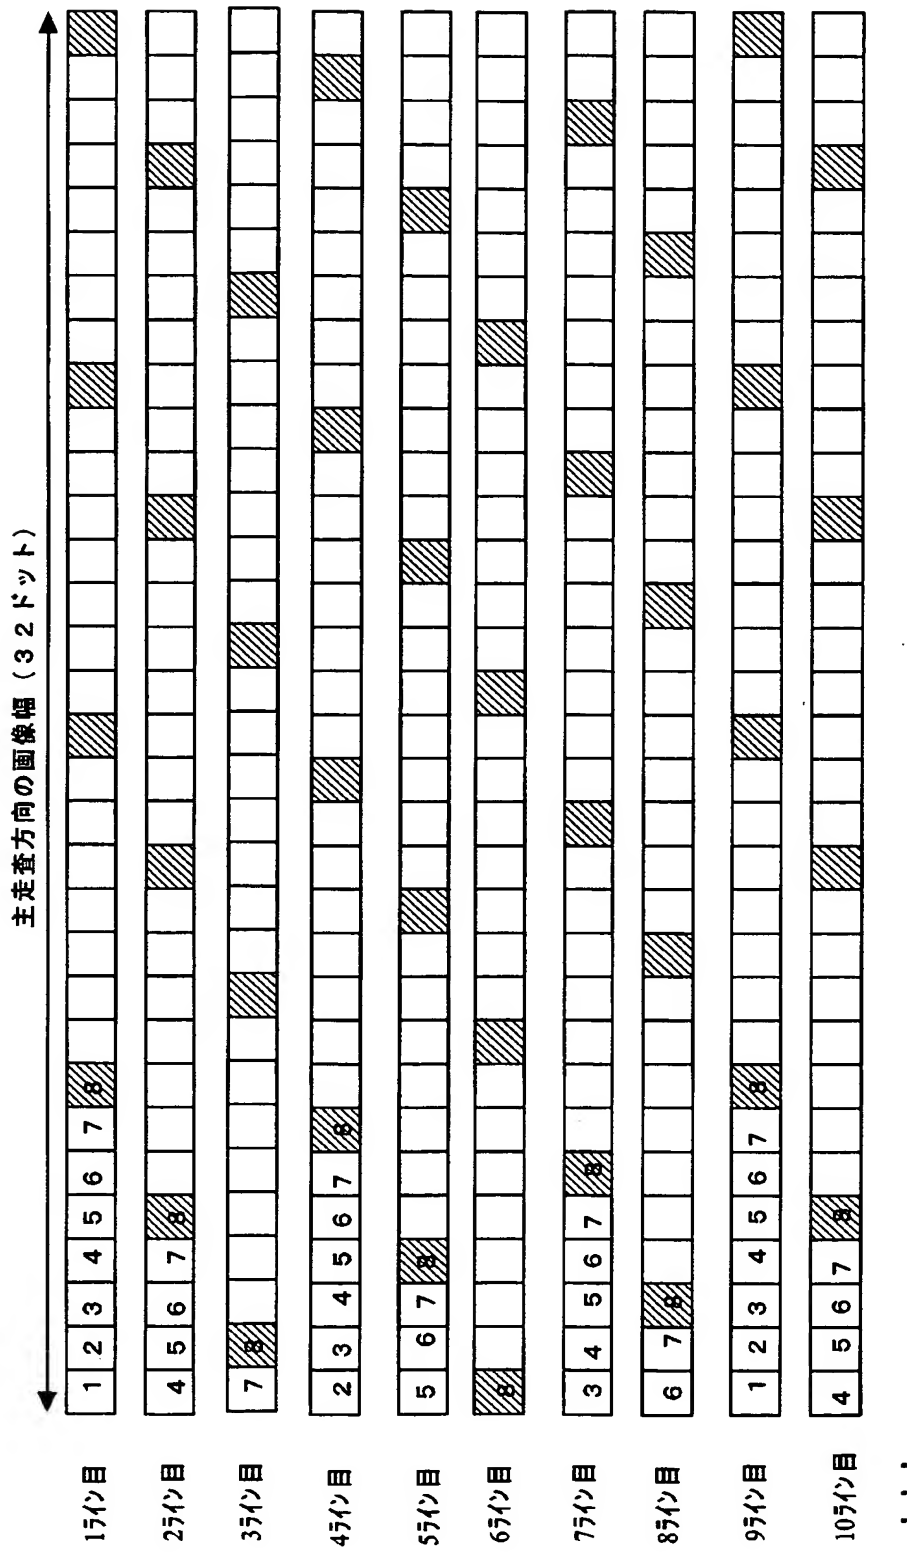 主走査方向の画像幅（３２ドット）
1ライン目 1 2 3 4 5 6 7 8
2ライン目 4 5 6 7 8
3ライン目 7 8
4ライン目 2 3 4 5 6 7 8
5ライン目 5 6 7 8
6ライン目 8
7ライン目 3 4 5 6 7 8
8ライン目 6 7 8
9ライン目 1 2 3 4 5 6 7 8
10ライン目 4 5 6 7 8